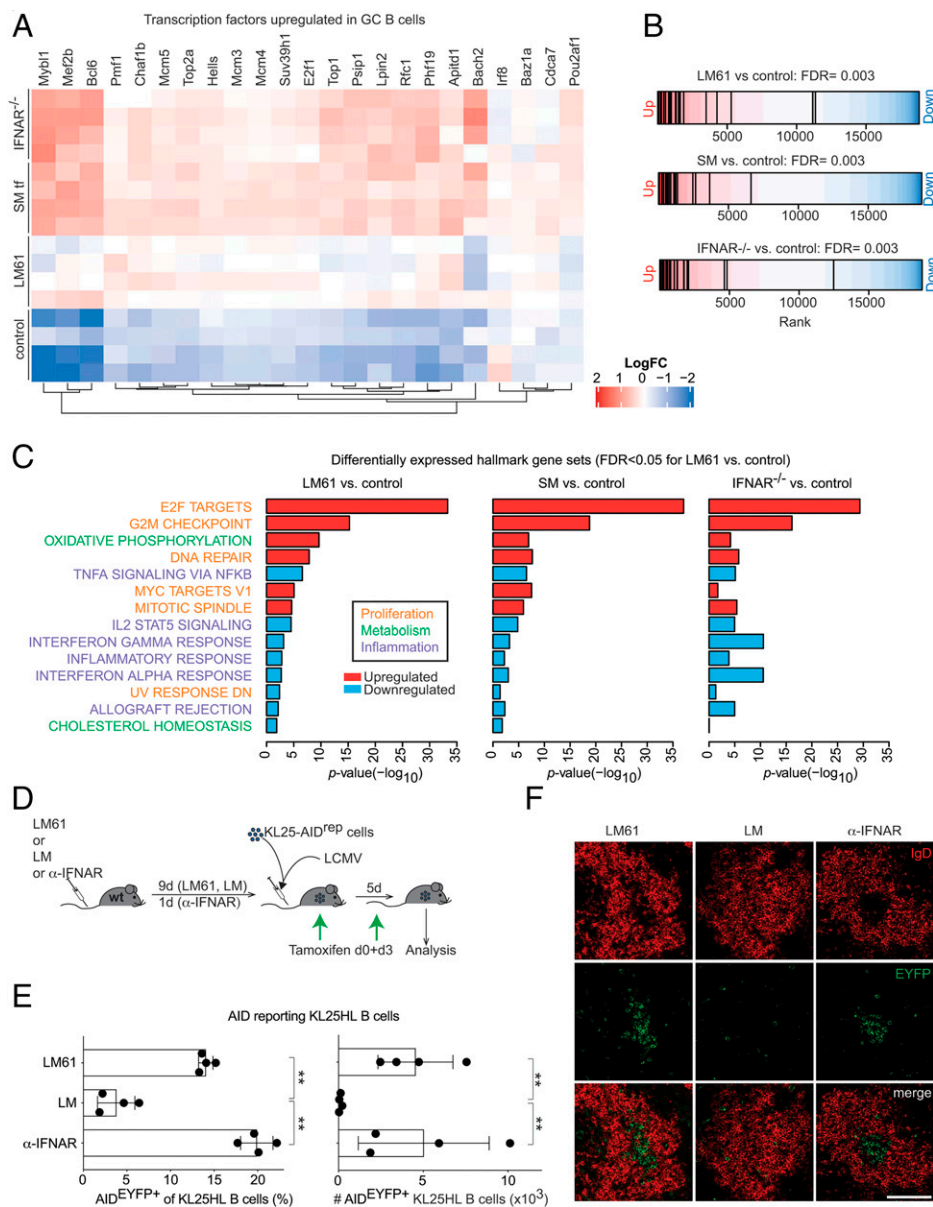 A
Transcription factors upregulated in GC B cells
Mybl1 Mef2b Bcl6 Pmf1 Chaf1b Mcm5 Top2a Hells Mcm3 Mcm4 Suv39h1 E2f1 Top1 Psip1 Lpin2 Rfc1 Phf19 Apitd1 Bach2 Irf8 Baz1a Cdca7 Pou2af1
IFNAR-/-
SM tf
LM61
control
LogFC
2 1 0 −1 −2
B
LM61 vs control: FDR= 0.003
Up Down
5000 10000 15000
SM vs. control: FDR= 0.003
Up Down
5000 10000 15000
IFNAR-/- vs. control: FDR= 0.003
Up Down
5000 10000 15000
Rank
C
Differentially expressed hallmark gene sets (FDR<0.05 for LM61 vs. control)
LM61 vs. control SM vs. control IFNAR-/- vs. control
E2F TARGETS
G2M CHECKPOINT
OXIDATIVE PHOSPHORYLATION
DNA REPAIR
TNFA SIGNALING VIA NFKB
MYC TARGETS V1
MITOTIC SPINDLE
IL2 STAT5 SIGNALING
INTERFERON GAMMA RESPONSE
INFLAMMATORY RESPONSE
INTERFERON ALPHA RESPONSE
UV RESPONSE DN
ALLOGRAFT REJECTION
CHOLESTEROL HOMEOSTASIS
Proliferation
Metabolism
Inflammation
Upregulated
Downregulated
0 5 10 15 20 25 30 35 0 5 10 15 20 25 30 35 0 5 10 15 20 25 30 35
p-value(−log10) p-value(−log10) p-value(−log10)
D
LM61
or
LM
or α-IFNAR
wt
9d (LM61, LM)
1d (α-IFNAR)
KL25-AIDrep cells
LCMV
5d
Tamoxifen d0+d3
Analysis
E
AID reporting KL25HL B cells
LM61
LM
α-IFNAR
** **
** **
0 5 10 15 20 0 5 10
AIDEYFP+ of KL25HL B cells (%)
# AIDEYFP+ KL25HL B cells (x103)
F
LM61 LM α-IFNAR
IgD
EYFP
merge